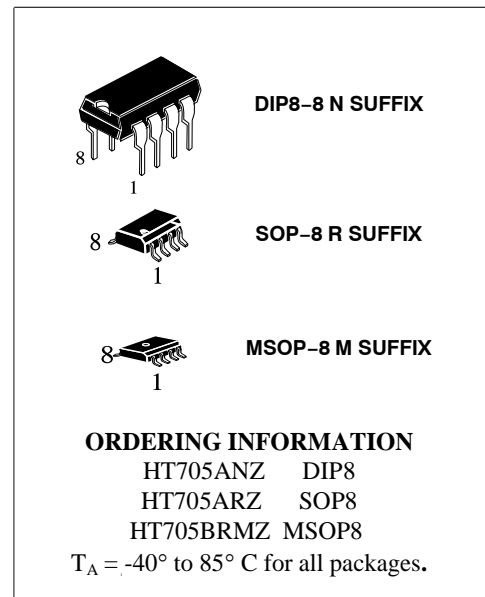 DIP8–8 N SUFFIX
8
1
SOP–8 R SUFFIX
8
1
MSOP–8 M SUFFIX
8
1
ORDERING INFORMATION
HT705ANZ DIP8
HT705ARZ SOP8
HT705BRMZ MSOP8
TA = -40° to 85° C for all packages.